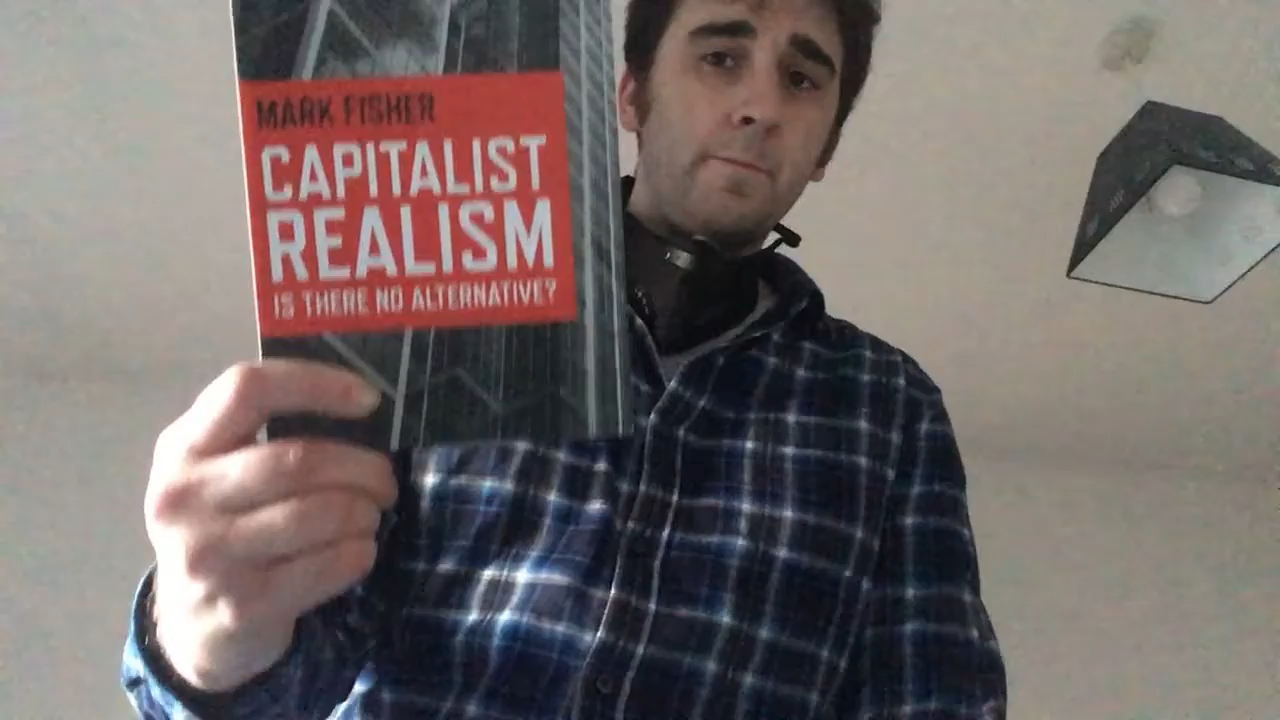 MARK FISHER
CAPITALIST
REALISM
IS THERE NO ALTERNATIVE?